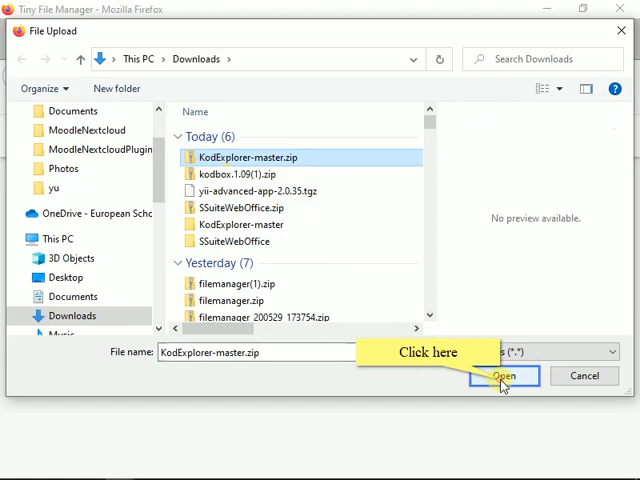 Tiny File Manager - Mozilla Firefox
File Upload
This PC > Downloads >
Search Downloads
Organize
New folder
Documents
MoodleNextcloud
MoodleNextcloudPlugin
Photos
yu
OneDrive - European Scho
This PC
3D Objects
Desktop
Documents
Downloads
Music
Name
Today (6)
KodExplorer-master.zip
kodbox.1.09(1).zip
yii-advanced-app-2.0.35.tgz
SSuiteWebOffice.zip
KodExplorer-master
SSuiteWebOffice
Yesterday (7)
filemanager(1).zip
filemanager.zip
filemanager_200529_173754.zip
No preview available.
File name:
KodExplorer-master.zip
s (*.*)
Click here
Open
Cancel